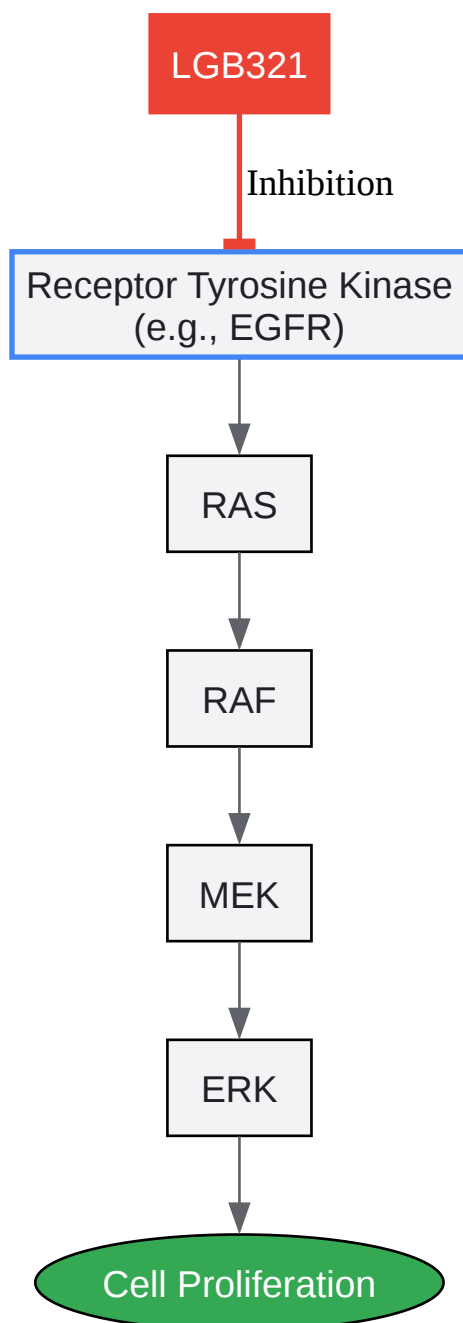 LGB321
Inhibition
Receptor Tyrosine Kinase
(e.g., EGFR)
RAS
RAF
MEK
ERK
Cell Proliferation